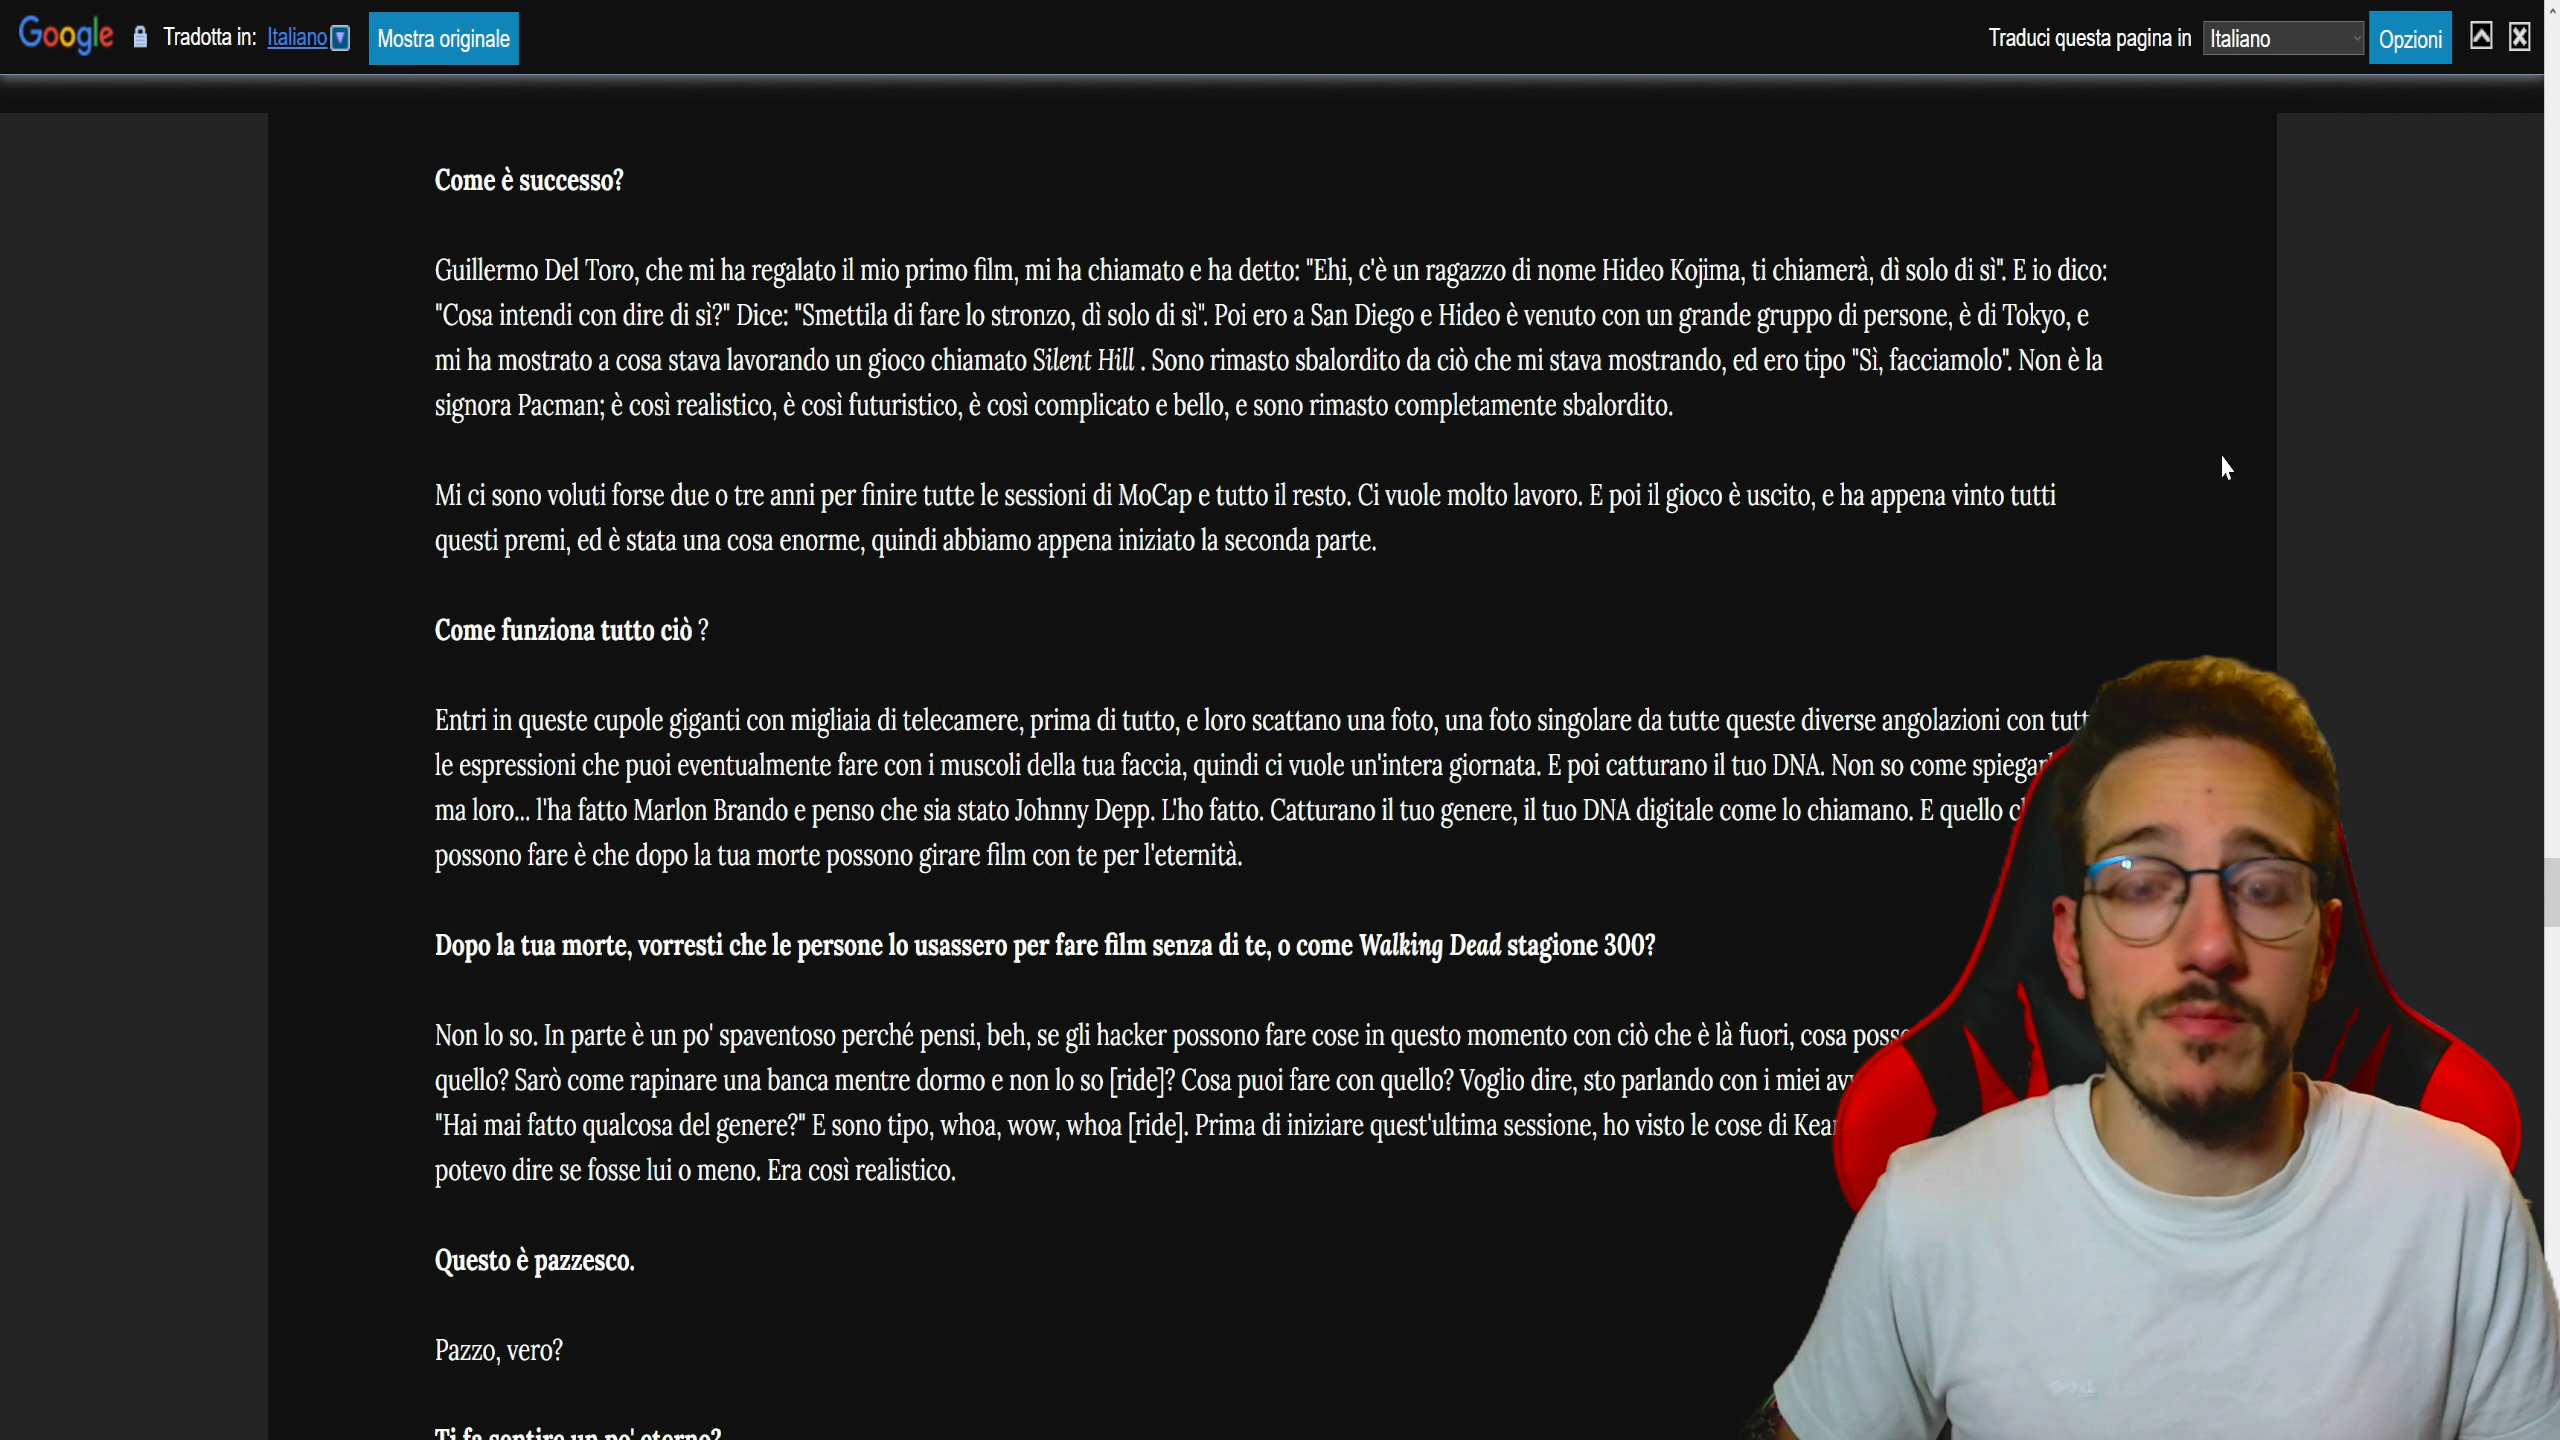 Google Tradotta in: Italiano Mostra originale Traduci questa pagina in Italiano Opzioni
Come è successo?
Guillermo Del Toro, che mi ha regalato il mio primo film, mi ha chiamato e ha detto: "Ehi, c'è un ragazzo di nome Hideo Kojima, ti chiamerà, dì solo di sì". E io dico:
"Cosa intendi con dire di sì?" Dice: "Smettila di fare lo stronzo, dì solo di sì". Poi ero a San Diego e Hideo è venuto con un grande gruppo di persone, è di Tokyo, e
mi ha mostrato a cosa stava lavorando un gioco chiamato Silent Hill . Sono rimasto sbalordito da ciò che mi stava mostrando, ed ero tipo "Sì, facciamolo". Non è la
signora Pacman; è così realistico, è così futuristico, è così complicato e bello, e sono rimasto completamente sbalordito.
Mi ci sono voluti forse due o tre anni per finire tutte le sessioni di MoCap e tutto il resto. Ci vuole molto lavoro. E poi il gioco è uscito, e ha appena vinto tutti
questi premi, ed è stata una cosa enorme, quindi abbiamo appena iniziato la seconda parte.
Come funziona tutto ciò ?
Entri in queste cupole giganti con migliaia di telecamere, prima di tutto, e loro scattano una foto, una foto singolare da tutte queste diverse angolazioni con
le espressioni che puoi eventualmente fare con i muscoli della tua faccia, quindi ci vuole un'intera giornata. E poi catturano il tuo DNA. Non so come
ma loro... l'ha fatto Marlon Brando e penso che sia stato Johnny Depp. L'ho fatto. Catturano il tuo genere, il tuo DNA digitale come lo chiamano. E quello
possono fare è che dopo la tua morte possono girare film con te per l'eternità.
Dopo la tua morte, vorresti che le persone lo usassero per fare film senza di te, o come Walking Dead stagione 300?
Non lo so. In parte è un po' spaventoso perché pensi, beh, se gli hacker possono fare cose in questo momento con ciò che è là fuori, cosa
quello? Sarò come rapinare una banca mentre dormo e non lo so [ride]? Cosa puoi fare con quello? Voglio dire, sto parlando con i miei
"Hai mai fatto qualcosa del genere?" E sono tipo, whoa, wow, whoa [ride]. Prima di iniziare quest'ultima sessione, ho visto le cose di
potevo dire se fosse lui o meno. Era così realistico.
Questo è pazzesco.
Pazzo, vero?
Ti fa sentire un po' eterno?